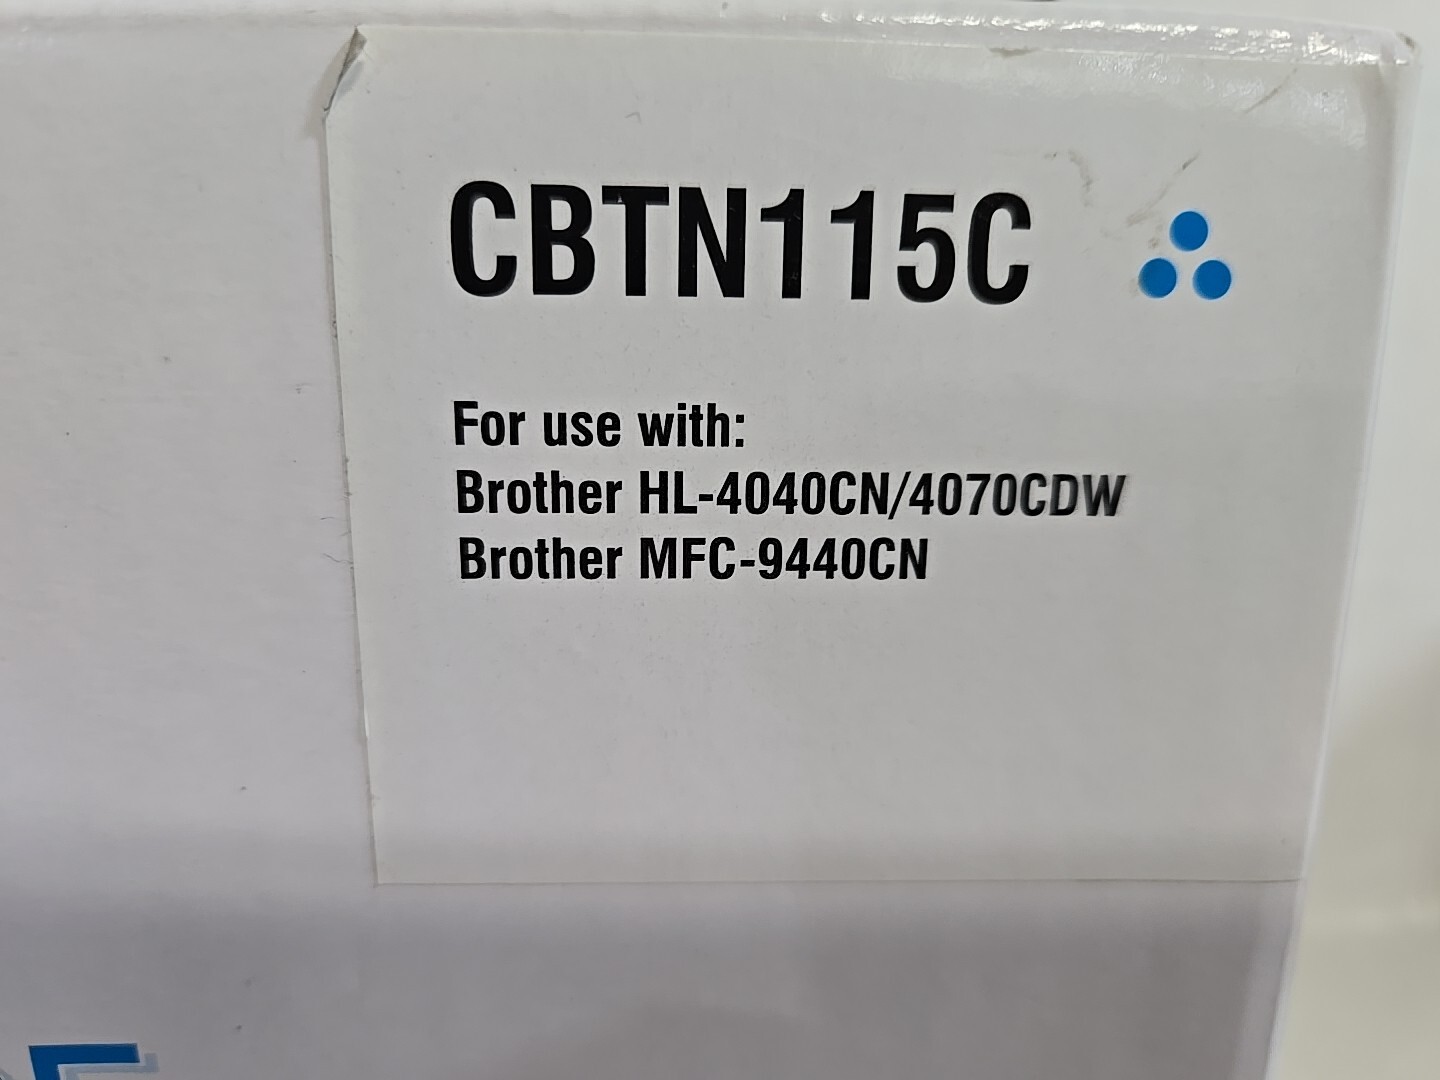 CBTN115C
For use with:
Brother HL-4040CN/4070CDW
Brother MFC-9440CN